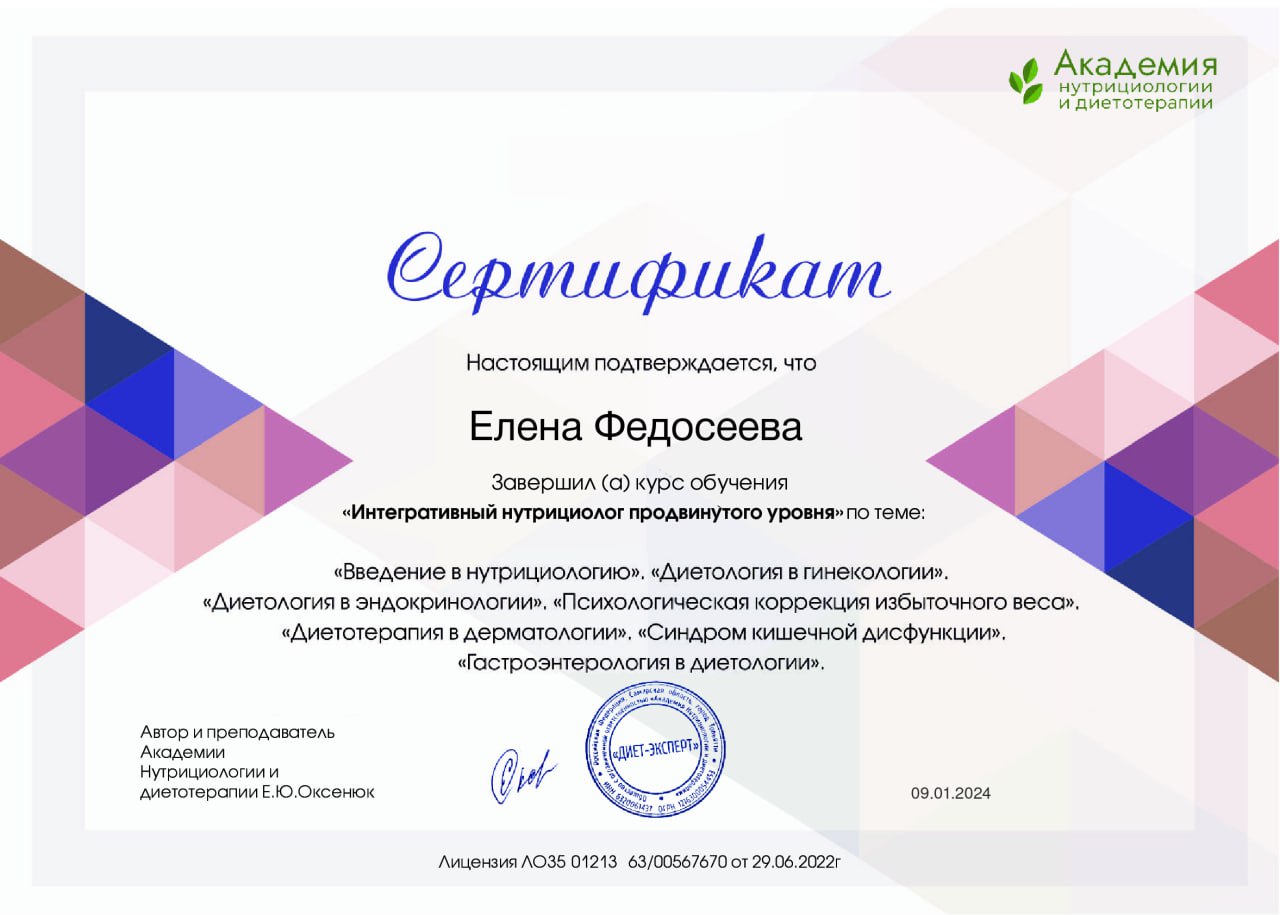 Академия
нутрициологии
и диетотерапии
Сертификат
Настоящим подтверждается, что
Елена Федосеева
Завершил (а) курс обучения
«Интегративный нутрициолог продвинутого уровня» по теме:
«Введение в нутрициологию». «Диетология в гинекологии».
«Диетология в эндокринологии». «Психологическая коррекция избыточного веса».
«Диетотерапия в дерматологии». «Синдром кишечной дисфункции».
«Гастроэнтерология в диетологии».
Автор и преподаватель
Академии
Нутрициологии и
диетотерапии Е.Ю.Оксенюк
«ДИЕТ-ЭКСПЕРТ»
09.01.2024
Лицензия ЛО35 01213 63/00567670 от 29.06.2022г